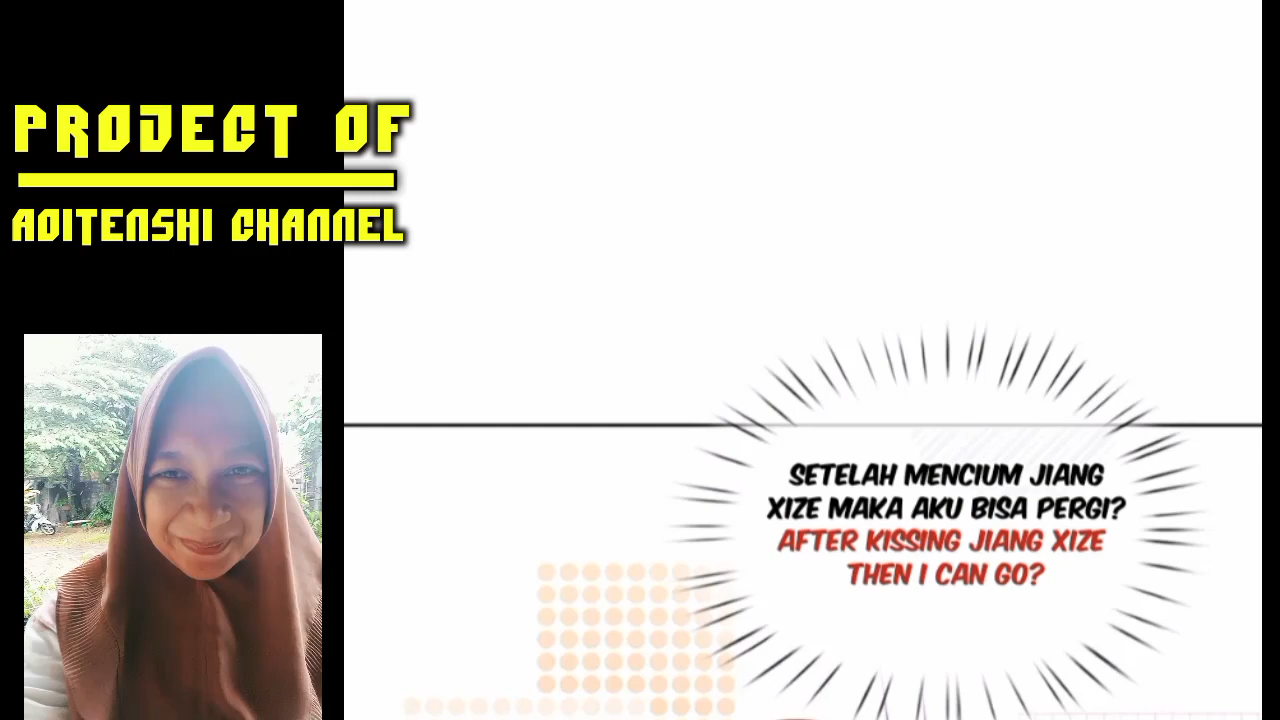 PROJECT OF
ADITENSHI CHANNEL
SETELAH MENCIUM JIANG
XIZE MAKA AKU BISA PERGI?
AFTER KISSING JIANG XIZE
THEN I CAN GO?